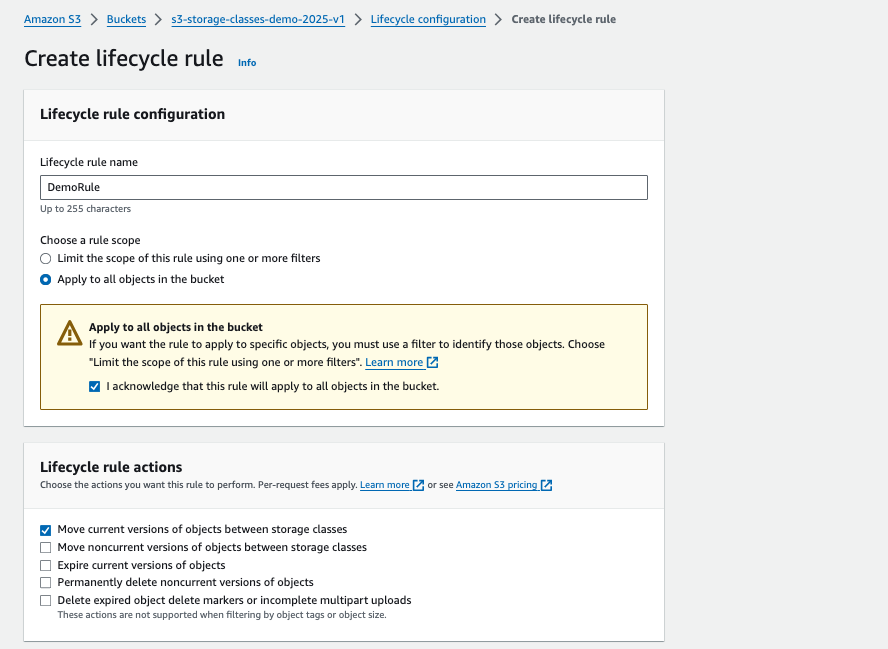 Amazon S3 > Buckets > s3-storage-classes-demo-2025-v1 > Lifecycle configuration > Create lifecycle rule
Create lifecycle rule Info
Lifecycle rule configuration
Lifecycle rule name
DemoRule
Up to 255 characters
Choose a rule scope
Limit the scope of this rule using one or more filters
Apply to all objects in the bucket
Apply to all objects in the bucket
If you want the rule to apply to specific objects, you must use a filter to identify those objects. Choose
"Limit the scope of this rule using one or more filters". Learn more
I acknowledge that this rule will apply to all objects in the bucket.
Lifecycle rule actions
Choose the actions you want this rule to perform. Per-request fees apply. Learn more or see Amazon S3 pricing
Move current versions of objects between storage classes
Move noncurrent versions of objects between storage classes
Expire current versions of objects
Permanently delete noncurrent versions of objects
Delete expired object delete markers or incomplete multipart uploads
These actions are not supported when filtering by object tags or object size.